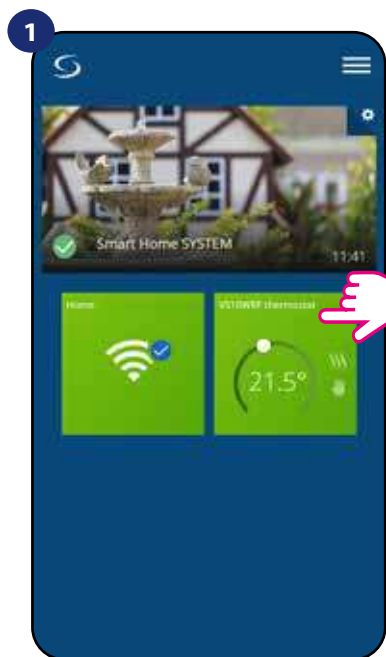 1
Smart Home SYSTEM
11:41
Home
VS10WRF thermostat
21.5°